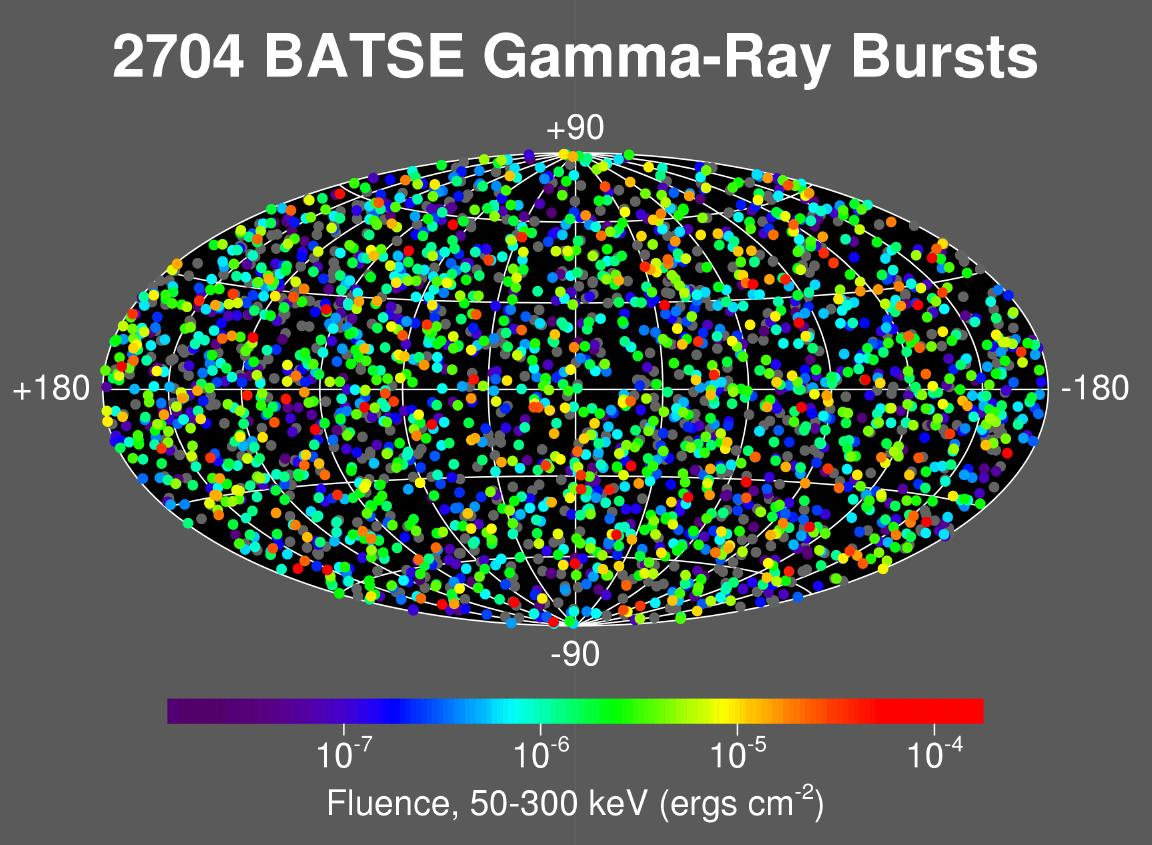 2704 BATSE Gamma-Ray Bursts
+90
+180
-180
-90
10⁻⁷ 10⁻⁶ 10⁻⁵ 10⁻⁴
Fluence, 50-300 keV (ergs cm⁻²)